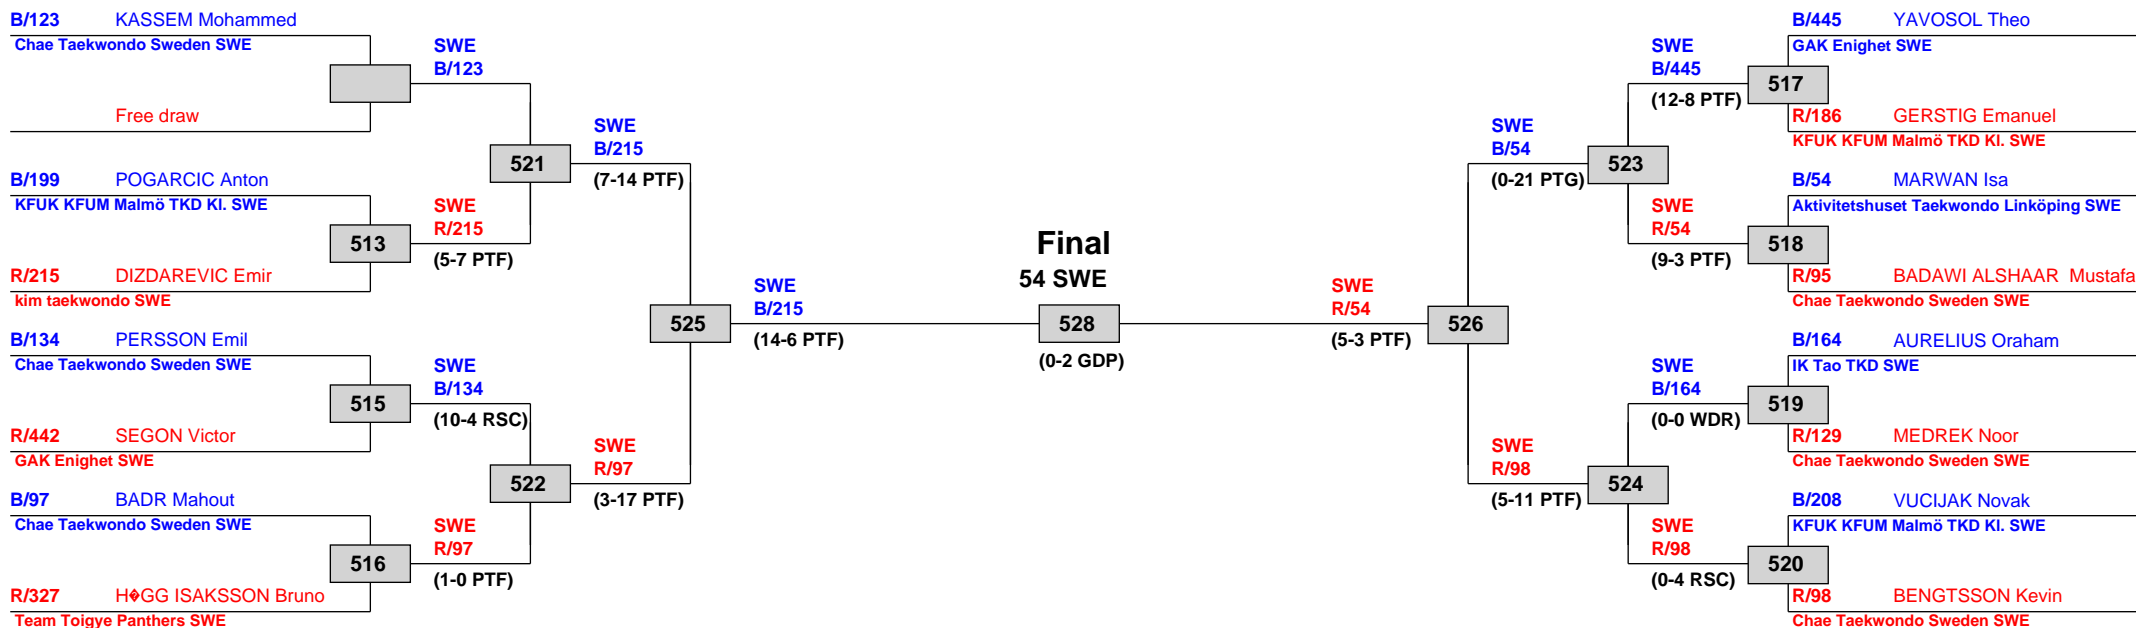 B/123 KASSEM Mohammed
Chae Taekwondo Sweden SWE
Free draw
B/199 POGARCIC Anton
KFUK KFUM Malmö TKD Kl. SWE
R/215 DIZDAREVIC Emir
kim taekwondo SWE
B/134 PERSSON Emil
Chae Taekwondo Sweden SWE
R/442 SEGON Victor
GAK Enighet SWE
B/97 BADR Mahout
Chae Taekwondo Sweden SWE
R/327 H�GG ISAKSSON Bruno
Team Toigye Panthers SWE
513
515
516
SWE
B/123
SWE
R/215
(5-7 PTF)
SWE
B/134
(10-4 RSC)
SWE
R/97
(1-0 PTF)
521
522
SWE
B/215
(7-14 PTF)
SWE
R/97
(3-17 PTF)
525
SWE
B/215
(14-6 PTF)
Final
54 SWE
528
(0-2 GDP)
SWE
R/54
(5-3 PTF)
526
SWE
B/54
(0-21 PTG)
SWE
R/98
(5-11 PTF)
523
524
SWE
B/445
(12-8 PTF)
SWE
R/54
(9-3 PTF)
SWE
B/164
(0-0 WDR)
SWE
R/98
(0-4 RSC)
517
518
519
520
B/445 YAVOSOL Theo
GAK Enighet SWE
R/186 GERSTIG Emanuel
KFUK KFUM Malmö TKD Kl. SWE
B/54 MARWAN Isa
Aktivitetshuset Taekwondo Linköping SWE
R/95 BADAWI ALSHAAR Mustafa
Chae Taekwondo Sweden SWE
B/164 AURELIUS Oraham
IK Tao TKD SWE
R/129 MEDREK Noor
Chae Taekwondo Sweden SWE
B/208 VUCIJAK Novak
KFUK KFUM Malmö TKD Kl. SWE
R/98 BENGTSSON Kevin
Chae Taekwondo Sweden SWE